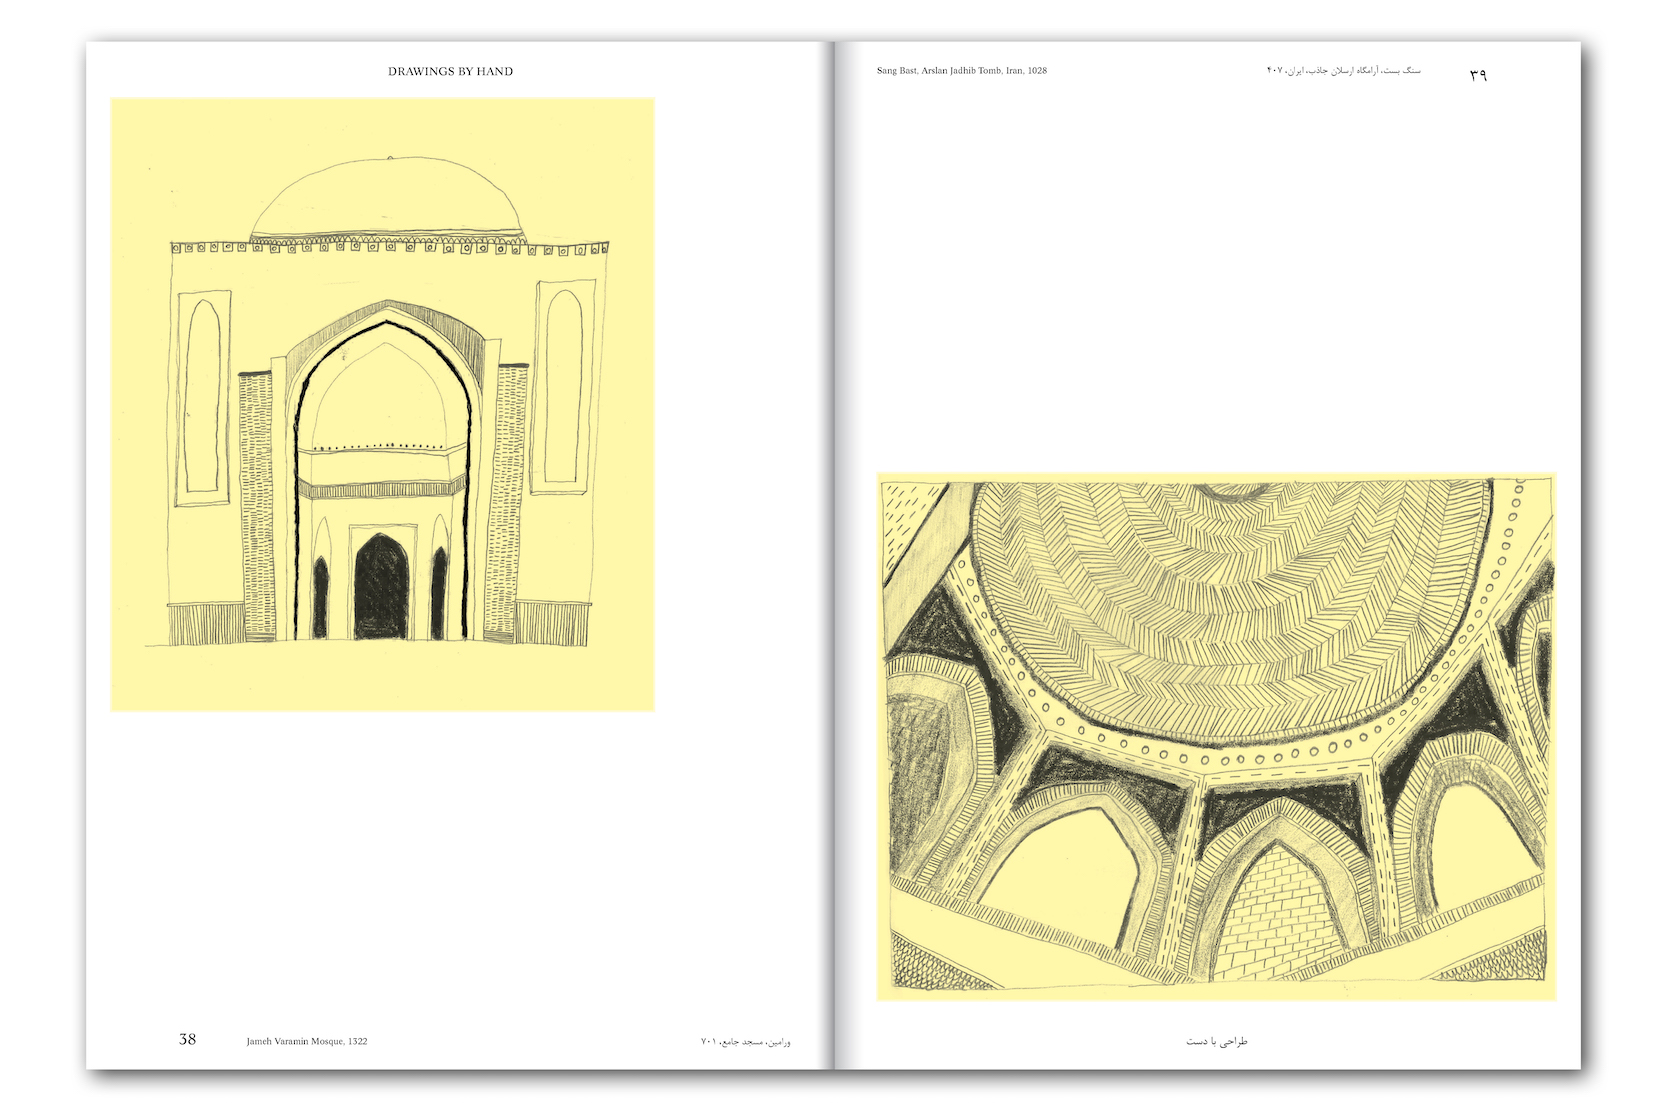 DRAWINGS BY HAND
38
Jameh Varamin Mosque, 1322
ورامین، مسجد جامع، ۷۰۱
Sang Bast, Arslan Jadhib Tomb, Iran, 1028
سنگ بست، آرامگاه ارسلان جاذب، ایران، ۴۰۷
۳۹
طراحی با دست